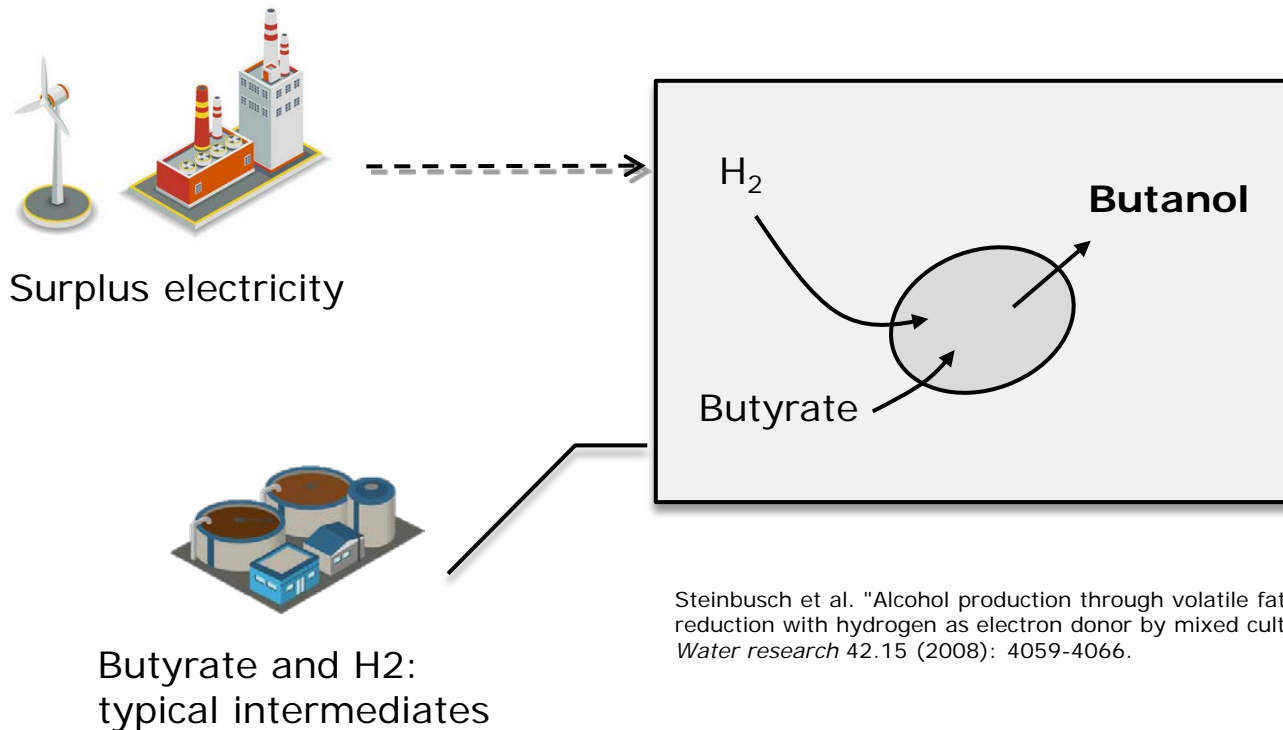 Surplus electricity
H₂
Butanol
Butyrate
Butyrate and H2:
typical intermediates
Steinbusch et al. "Alcohol production through volatile fat
reduction with hydrogen as electron donor by mixed cult
Water research 42.15 (2008): 4059-4066.